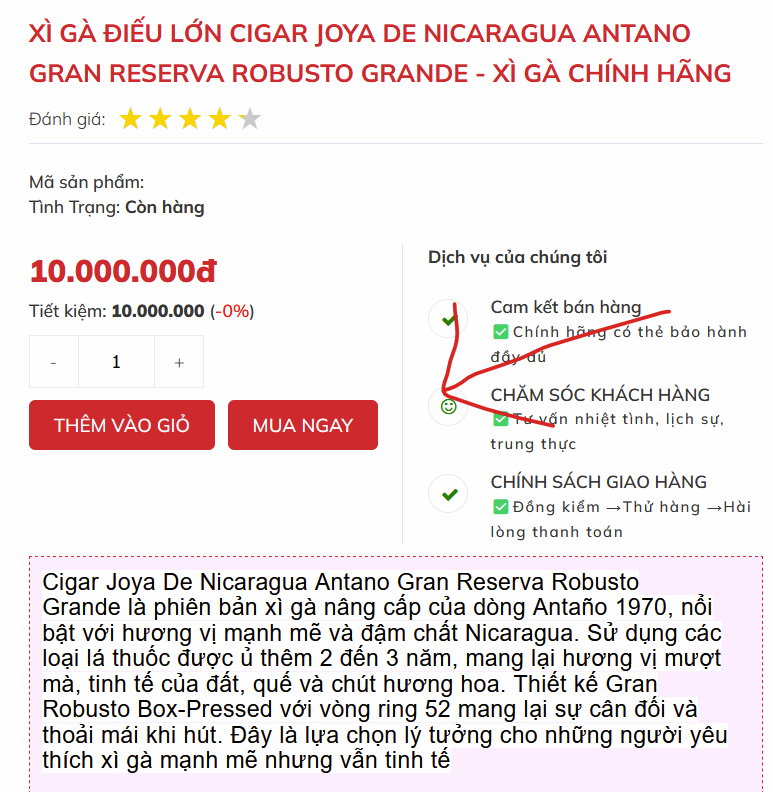 XÌ GÀ ĐIẾU LỚN CIGAR JOYA DE NICARAGUA ANTANO
GRAN RESERVA ROBUSTO GRANDE - XÌ GÀ CHÍNH HÃNG
Đánh giá:
Mã sản phẩm:
Tình Trạng: Còn hàng
10.000.000đ
Tiết kiệm: 10.000.000 (-0%)
- 1 +
THÊM VÀO GIỎ MUA NGAY
Dịch vụ của chúng tôi
Cam kết bán hàng
✅Chính hãng có thẻ bảo hành
đầy đủ
CHĂM SÓC KHÁCH HÀNG
✅Tư vấn nhiệt tình, lịch sự,
trung thực
CHÍNH SÁCH GIAO HÀNG
✅Đồng kiểm →Thử hàng →Hài
lòng thanh toán
Cigar Joya De Nicaragua Antano Gran Reserva Robusto
Grande là phiên bản xì gà nâng cấp của dòng Antaño 1970, nổi
bật với hương vị mạnh mẽ và đậm chất Nicaragua. Sử dụng các
loại lá thuốc được ủ thêm 2 đến 3 năm, mang lại hương vị mượt
mà, tinh tế của đất, quế và chút hương hoa. Thiết kế Gran
Robusto Box-Pressed với vòng ring 52 mang lại sự cân đối và
thoải mái khi hút. Đây là lựa chọn lý tưởng cho những người yêu
thích xì gà mạnh mẽ nhưng vẫn tinh tế